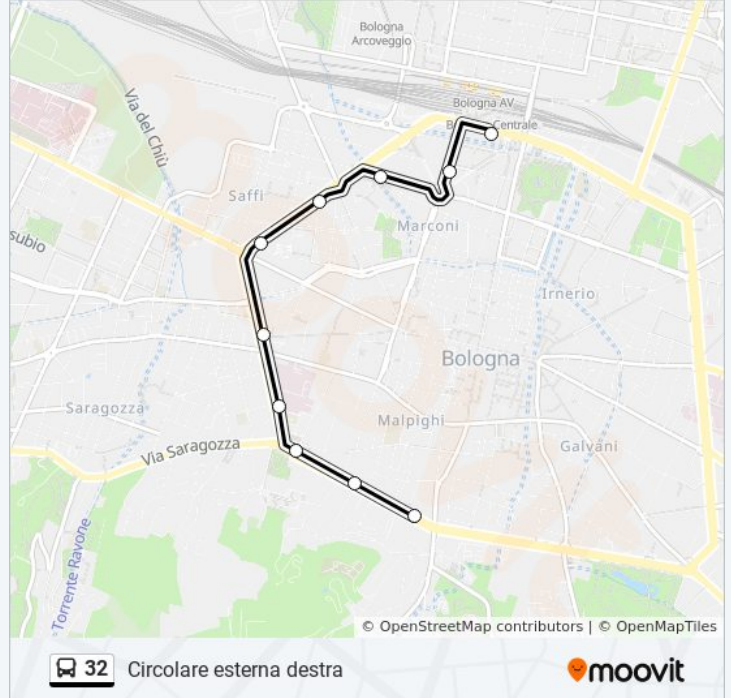 Bologna
Arcoveggio
Via del Chiù
Bologna AV
Centrale
Saffi
Marconi
subio
Irnerio
Bologna
Saragozza
Malpighi
Via Saragozza
Galvani
Torrente Ravone
© OpenStreetMap contributors | © OpenMapTiles
32 Circolare esterna destra
moovit